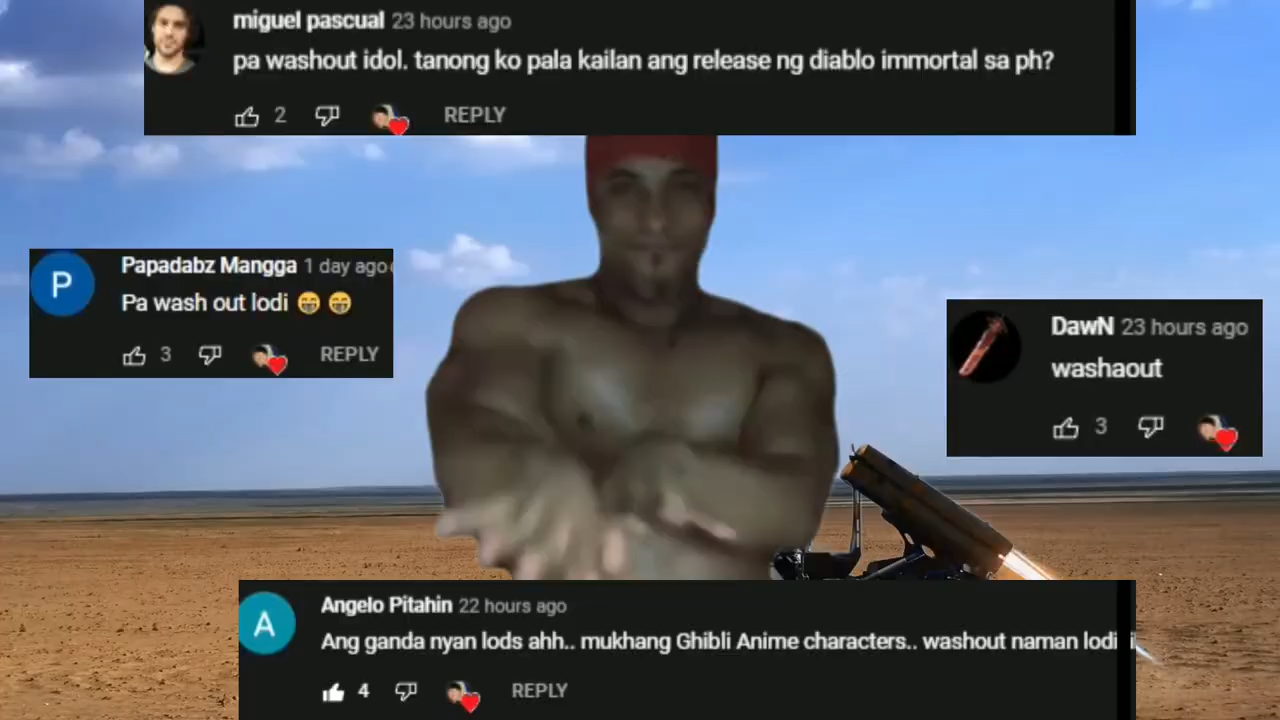 miguel pascual 23 hours ago
pa washout idol. tanong ko pala kailan ang release ng diablo immortal sa ph?
2 REPLY
P
Papadabz Mangga 1 day ago
Pa wash out lodi 😁 😁
3 REPLY
DawN 23 hours ago
washaout
3
A
Angelo Pitahin 22 hours ago
Ang ganda nyan lods ahh.. mukhang Ghibli Anime characters.. washout naman lodi
4 REPLY